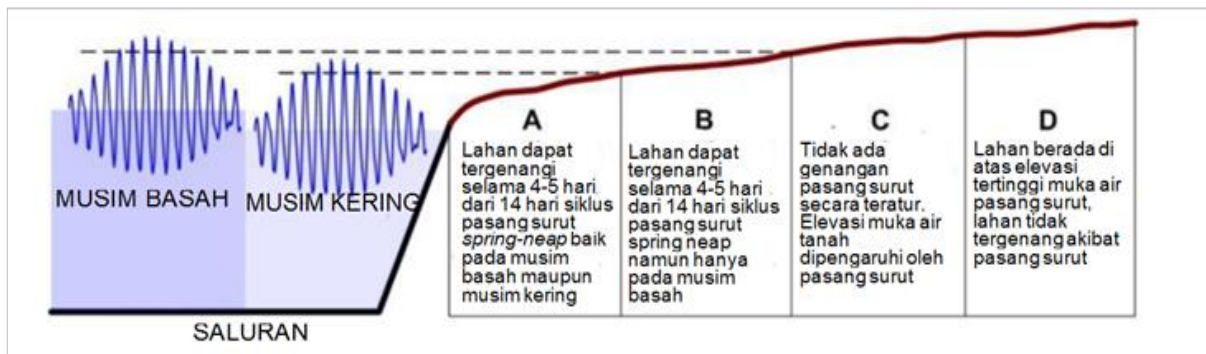 MUSIM BASAH
MUSIM KERING
SALURAN
A
Lahan dapat
tergenangi
selama 4-5 hari
dari 14 hari siklus
pasang surut
spring-neap baik
pada musim
basah maupun
musim kering
B
Lahan dapat
tergenangi
selama 4-5 hari
dari 14 hari siklus
pasang surut
spring neap
namun hanya
pada musim
basah
C
Tidak ada
genangan
pasang surut
secara teratur.
Elevasi muka air
tanah
dipengaruhi oleh
pasang surut
D
Lahan berada di
atas elevasi
tertinggi muka air
pasang surut,
lahan tidak
tergenang akibat
pasang surut